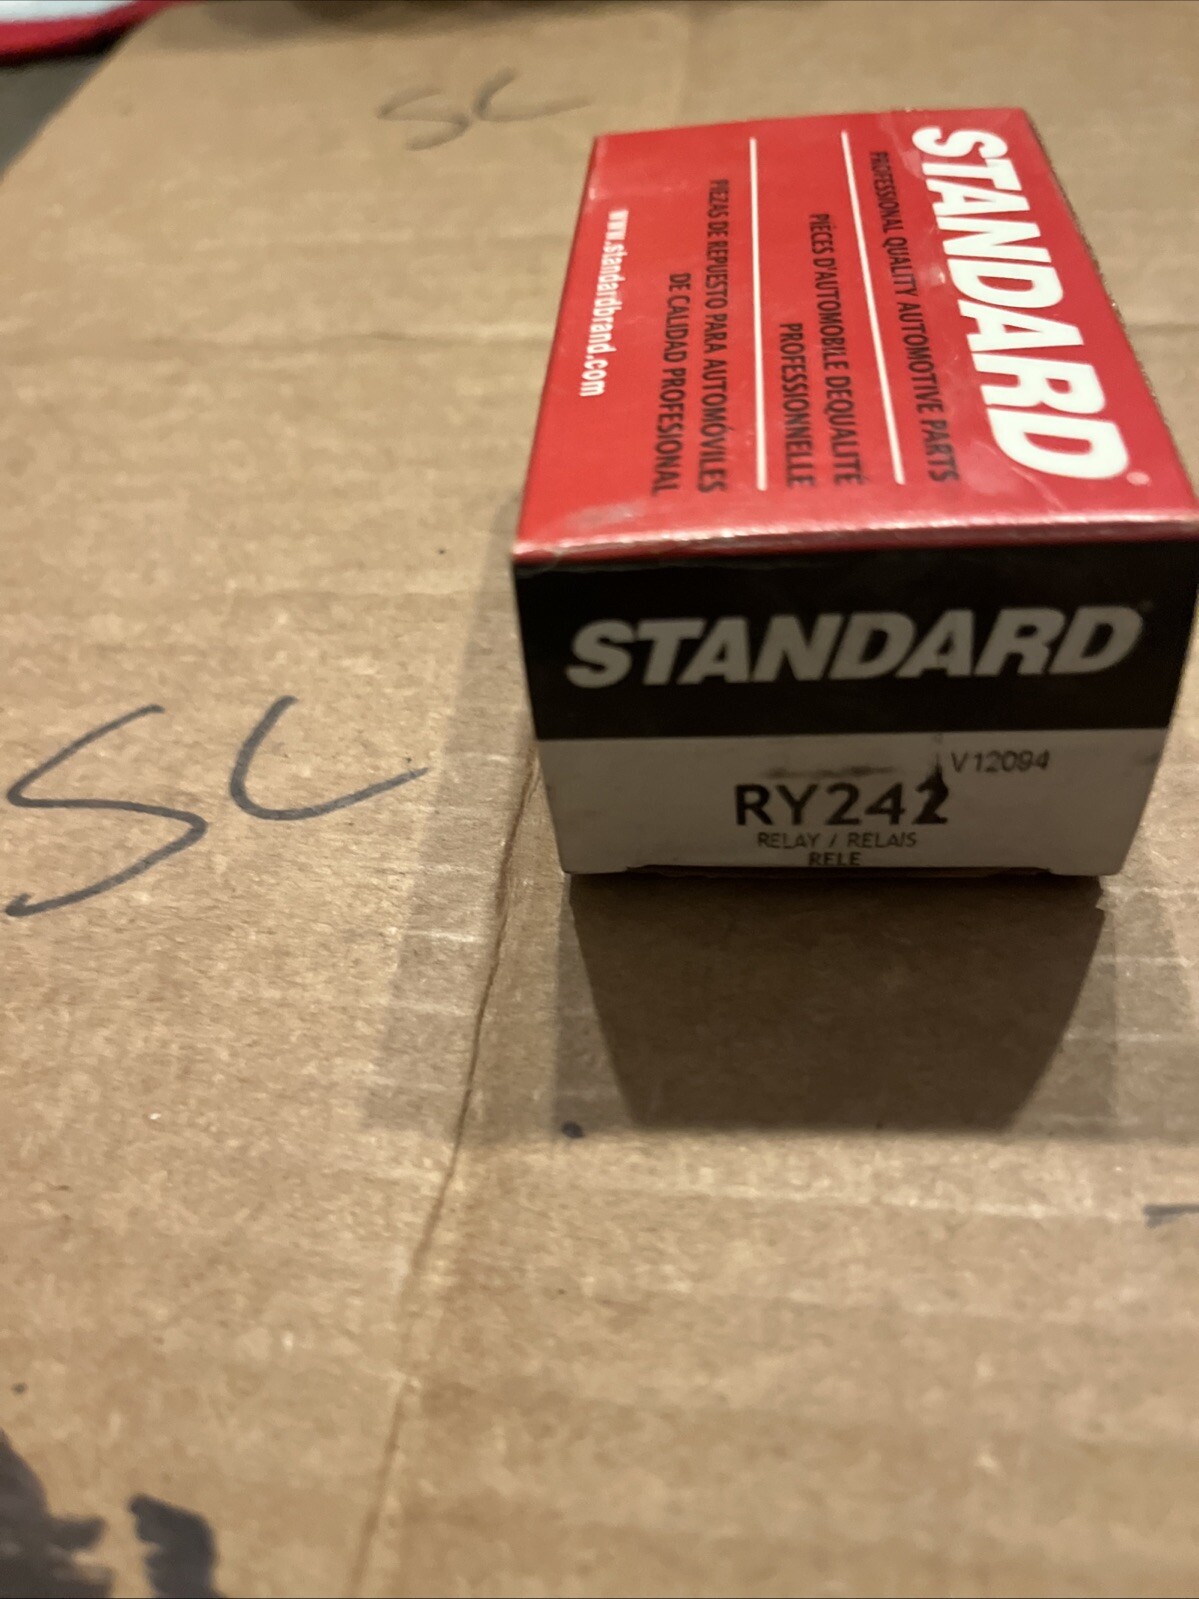 SC
STANDARD
PROFESSIONAL QUALITY AUTOMOTIVE PARTS
PIÈCES D'AUTOMOBILE DEQUALITÉ
PROFESSIONNELLE
PIEZAS DE REPUESTO PARA AUTOMÓVILES
DE CALIDAD PROFESIONAL
www.standardbrand.com
STANDARD
V12094
RY242
RELAY / RELAIS
RELE
SC